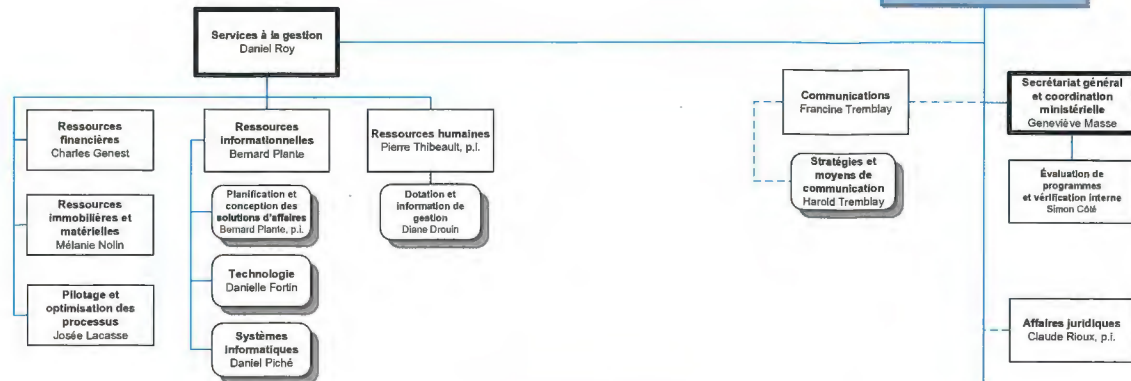 Services à la gestion
Daniel Roy
Ressources
financières
Charles Genest
Ressources
informationnelles
Bernard Plante
Ressources humaines
Pierre Thibeault, p.i.
Ressources
immobilières et
matérielles
Mélanie Nolin
Planification et
conception des
solutions d'affaires
Bernard Plante, p.i.
Dotation et
information de
gestion
Diane Drouin
Technologie
Danielle Fortin
Pilotage et
optimisation des
processus
Josée Lacasse
Systèmes
informatiques
Daniel Piché
Communications
Francine Tremblay
Stratégies et
moyens de
communication
Harold Tremblay
Secrétariat général
et coordination
ministérielle
Geneviève Masse
Évaluation de
programmes
et vérification interne
Simon Côté
Affaires juridiques
Claude Rioux, p.i.